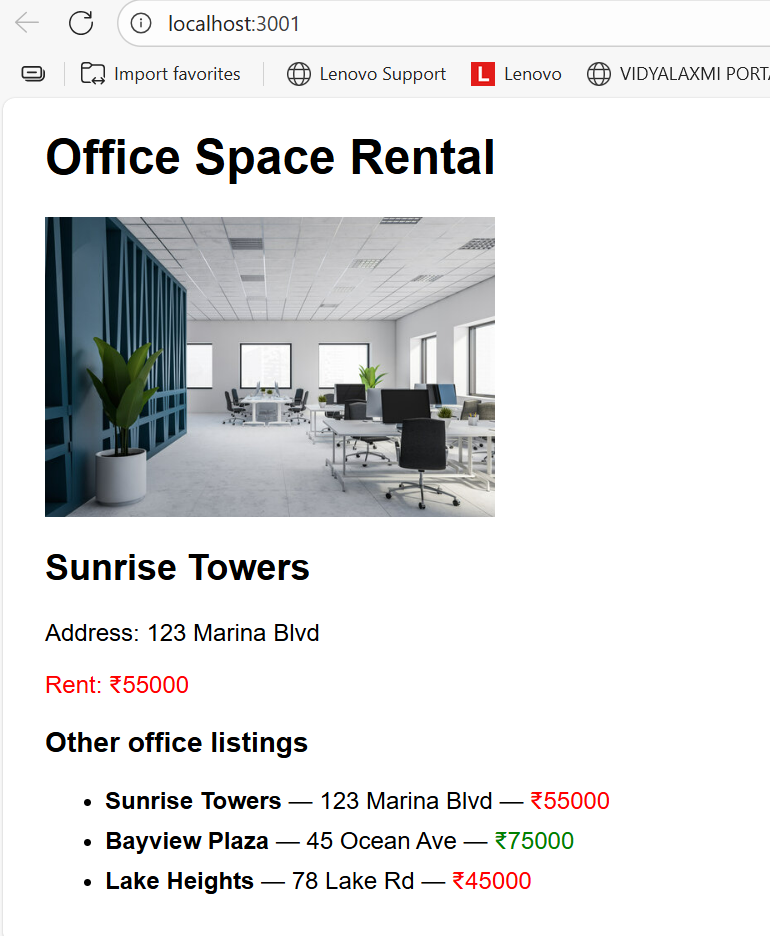 localhost:3001
Import favorites Lenovo Support L Lenovo VIDYALAXMI PORTA
Office Space Rental
Sunrise Towers
Address: 123 Marina Blvd
Rent: ₹55000
Other office listings
• Sunrise Towers — 123 Marina Blvd — ₹55000
• Bayview Plaza — 45 Ocean Ave — ₹75000
• Lake Heights — 78 Lake Rd — ₹45000